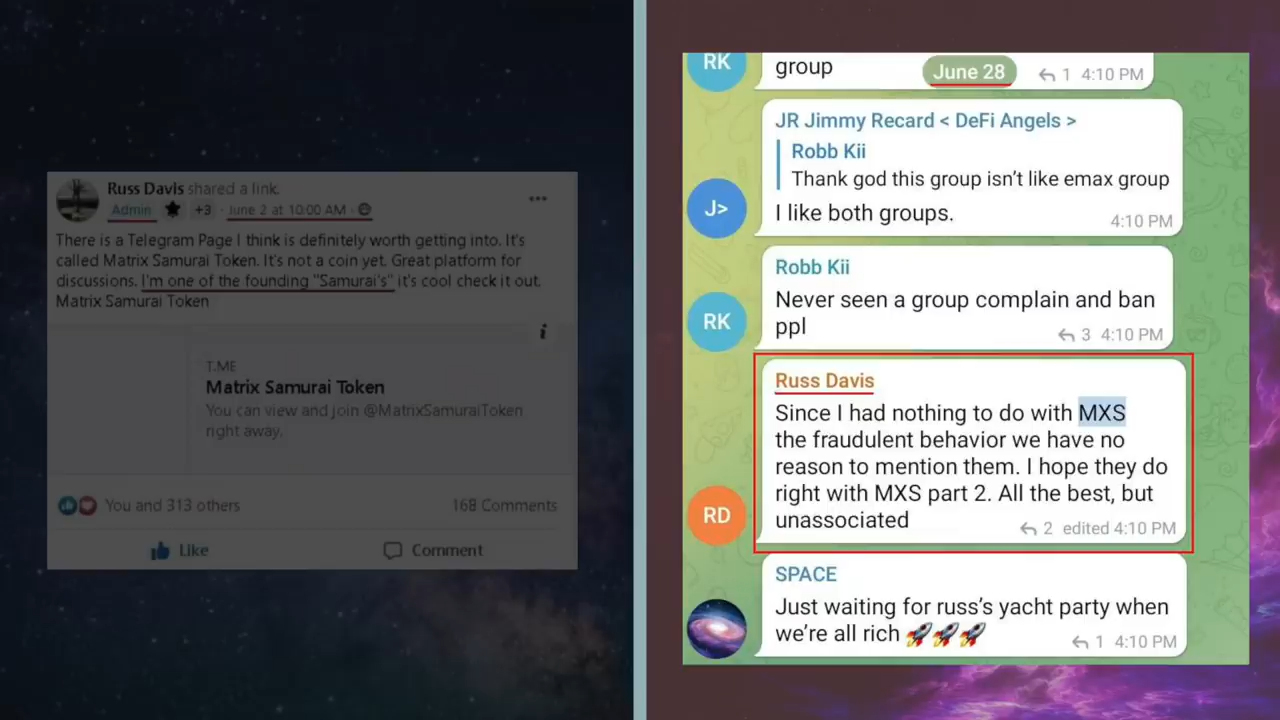 Russ Davis shared a link.
Admin +3 · June 2 at 10:00 AM ·
There is a Telegram Page I think is definitely worth getting into. It's
called Matrix Samurai Token. It's not a coin yet. Great platform for
discussions. I'm one of the founding "Samurai's" it's cool check it out.
Matrix Samurai Token
i
T.ME
Matrix Samurai Token
You can view and join @MatrixSamuraiToken
right away.
You and 313 others 168 Comments
Like Comment
RK
group
June 28
1 4:10 PM
JR Jimmy Recard < DeFi Angels >
Robb Kii
Thank god this group isn't like emax group
J>
I like both groups.
4:10 PM
Robb Kii
Never seen a group complain and ban
RK
ppl
3 4:10 PM
Russ Davis
Since I had nothing to do with MXS
the fraudulent behavior we have no
reason to mention them. I hope they do
right with MXS part 2. All the best, but
RD
unassociated
2 edited 4:10 PM
SPACE
Just waiting for russ's yacht party when
we're all rich 🚀🚀🚀
1 4:10 PM